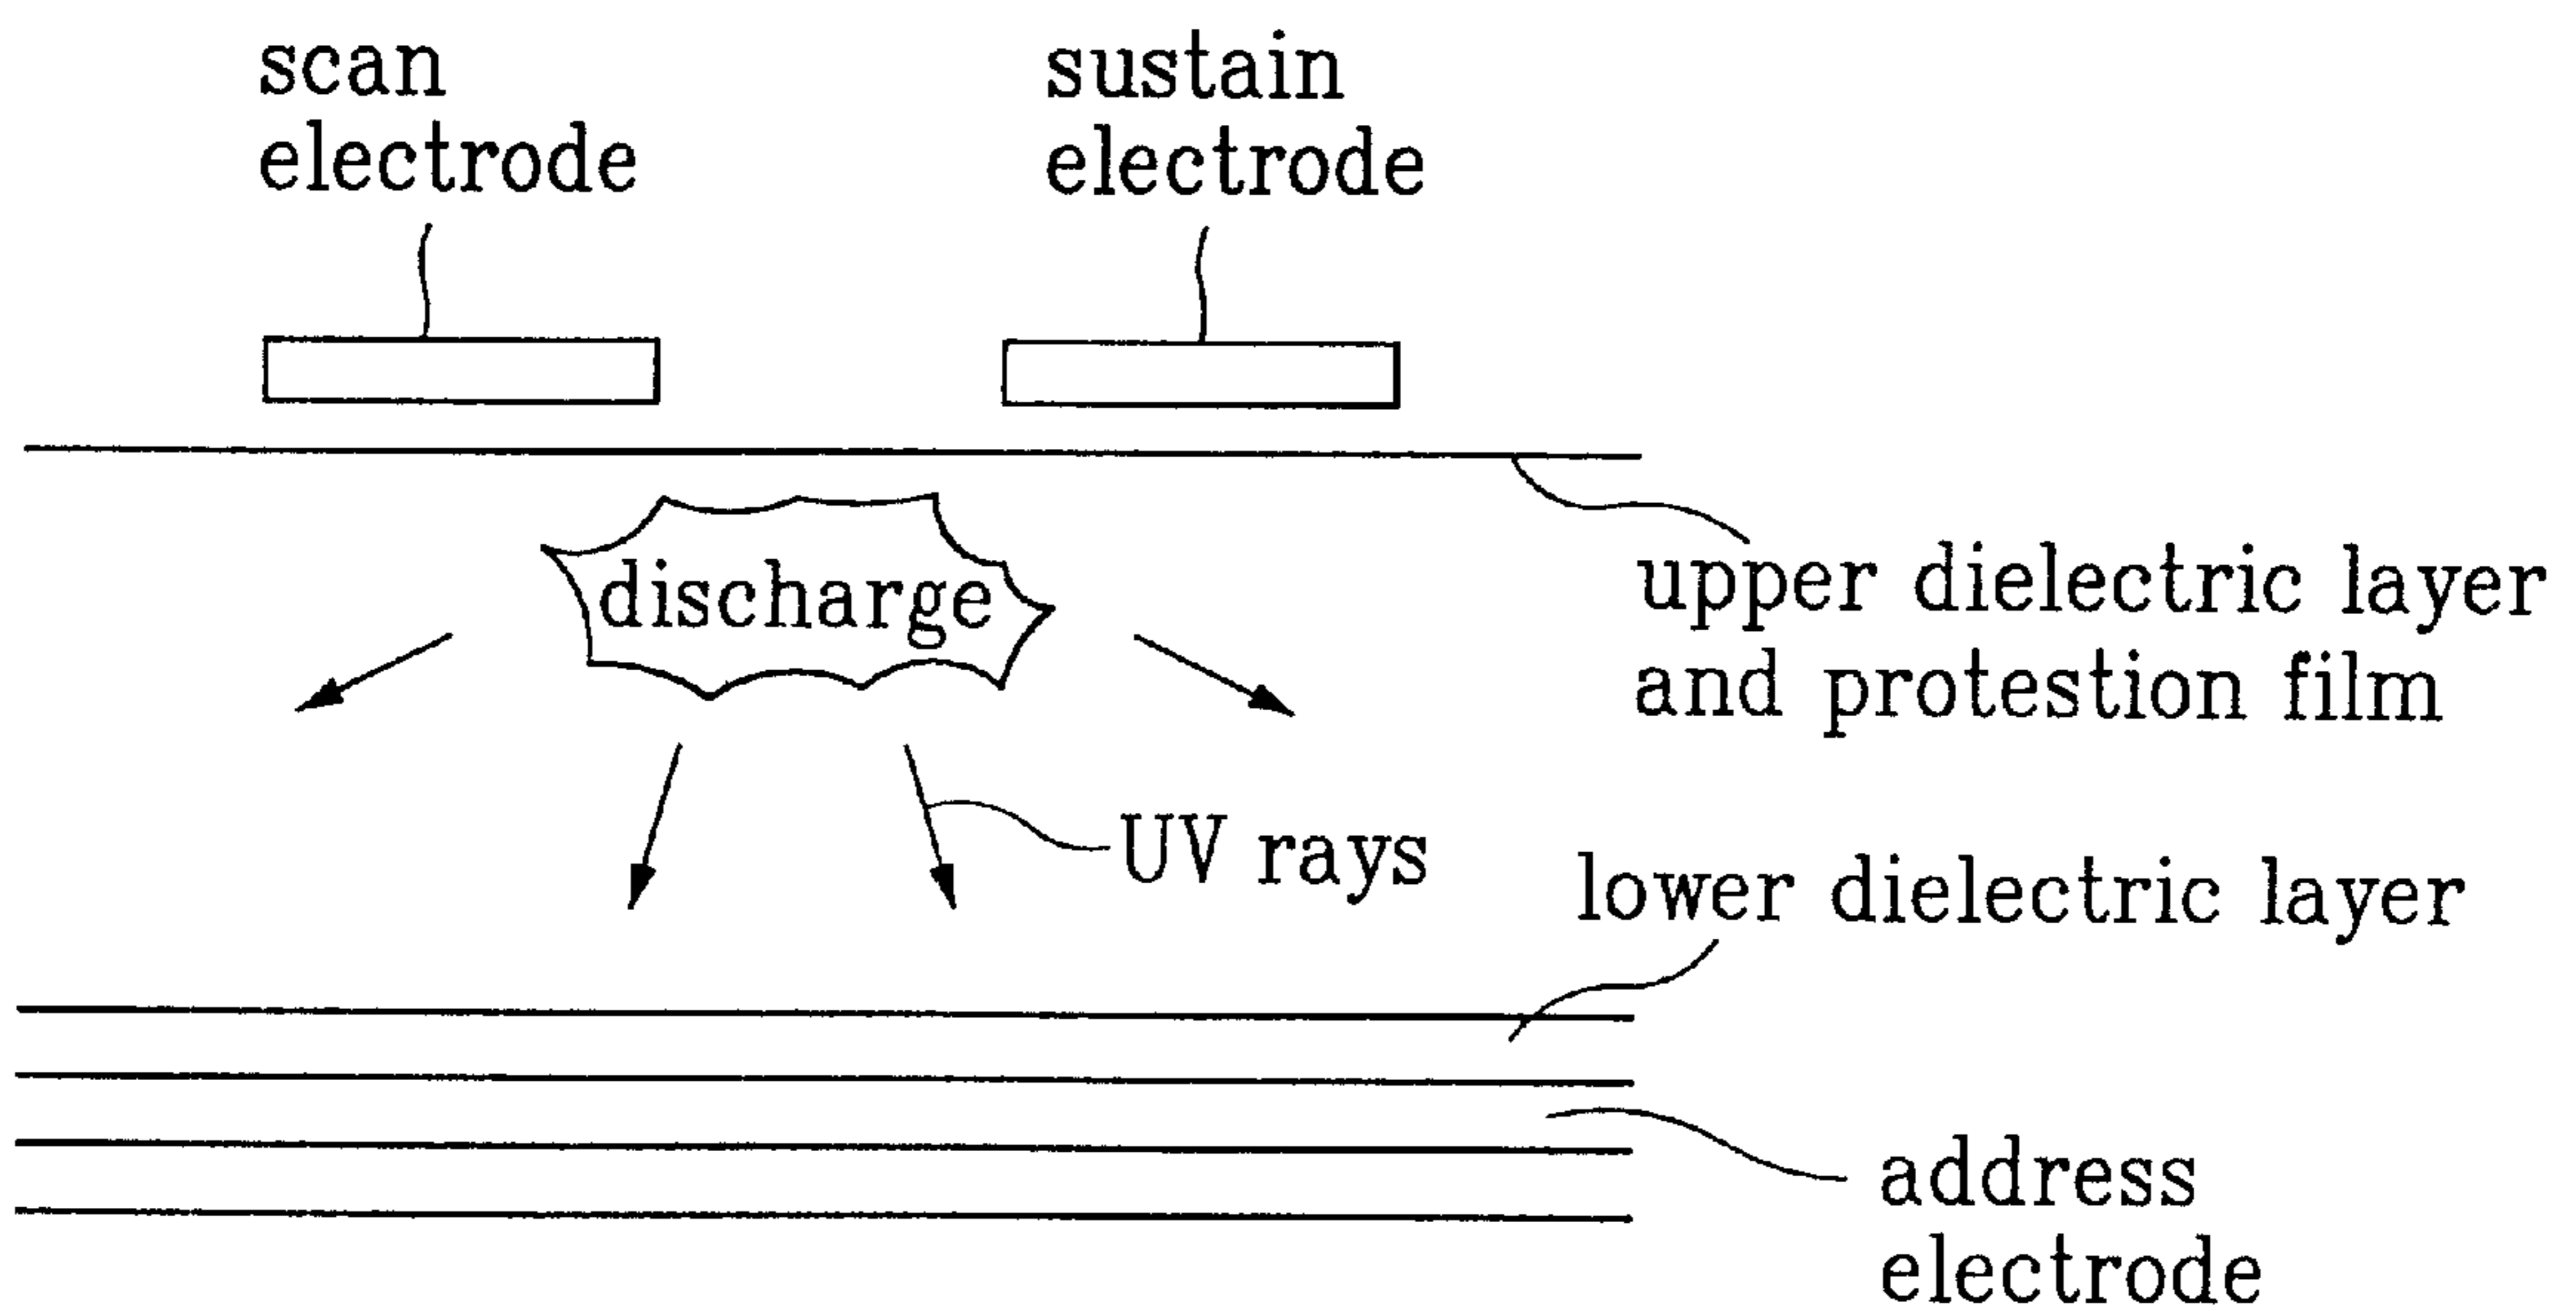 scan
electrode
sustain
electrode
discharge
upper dielectric layer
and protestion film
UV rays
lower dielectric layer
address
electrode